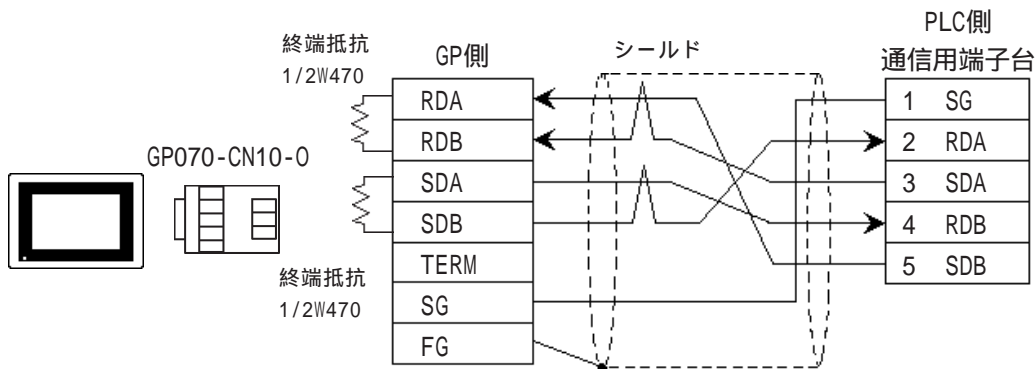 PLC側
通信用端子台
終端抵抗
1/2W470
GP側
シールド
RDA
RDB
SDA
SDB
TERM
SG
FG
1 SG
2 RDA
3 SDA
4 RDB
5 SDB
GP070-CN10-O
終端抵抗
1/2W470